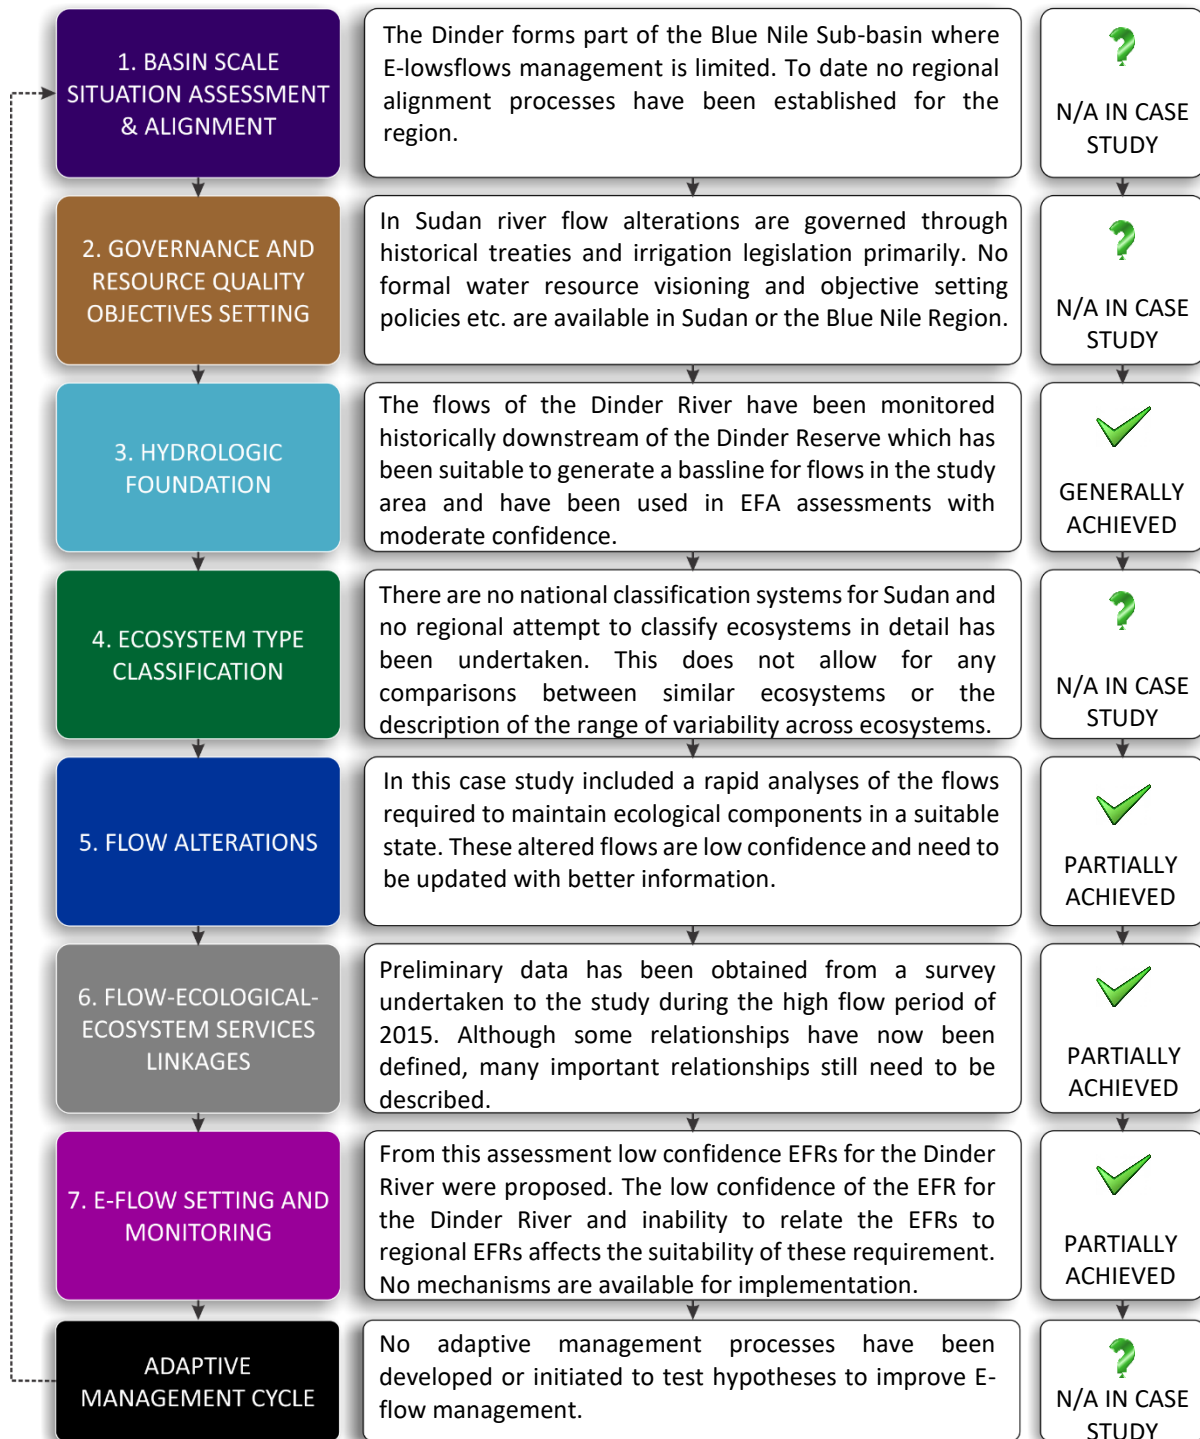 1. BASIN SCALE
SITUATION ASSESSMENT
& ALIGNMENT
The Dinder forms part of the Blue Nile Sub-basin where
E-lowsflows management is limited. To date no regional
alignment processes have been established for the
region.
N/A IN CASE
STUDY
2. GOVERNANCE AND
RESOURCE QUALITY
OBJECTIVES SETTING
In Sudan river flow alterations are governed through
historical treaties and irrigation legislation primarily. No
formal water resource visioning and objective setting
policies etc. are available in Sudan or the Blue Nile Region.
N/A IN CASE
STUDY
3. HYDROLOGIC
FOUNDATION
The flows of the Dinder River have been monitored
historically downstream of the Dinder Reserve which has
been suitable to generate a bassline for flows in the study
area and have been used in EFA assessments with
moderate confidence.
GENERALLY
ACHIEVED
4. ECOSYSTEM TYPE
CLASSIFICATION
There are no national classification systems for Sudan and
no regional attempt to classify ecosystems in detail has
been undertaken. This does not allow for any
comparisons between similar ecosystems or the
description of the range of variability across ecosystems.
N/A IN CASE
STUDY
5. FLOW ALTERATIONS
In this case study included a rapid analyses of the flows
required to maintain ecological components in a suitable
state. These altered flows are low confidence and need to
be updated with better information.
PARTIALLY
ACHIEVED
6. FLOW-ECOLOGICAL-
ECOSYSTEM SERVICES
LINKAGES
Preliminary data has been obtained from a survey
undertaken to the study during the high flow period of
2015. Although some relationships have now been
defined, many important relationships still need to be
described.
PARTIALLY
ACHIEVED
7. E-FLOW SETTING AND
MONITORING
From this assessment low confidence EFRs for the Dinder
River were proposed. The low confidence of the EFR for
the Dinder River and inability to relate the EFRs to
regional EFRs affects the suitability of these requirement.
No mechanisms are available for implementation.
PARTIALLY
ACHIEVED
ADAPTIVE
MANAGEMENT CYCLE
No adaptive management processes have been
developed or initiated to test hypotheses to improve E-
flow management.
N/A IN CASE
STUDY